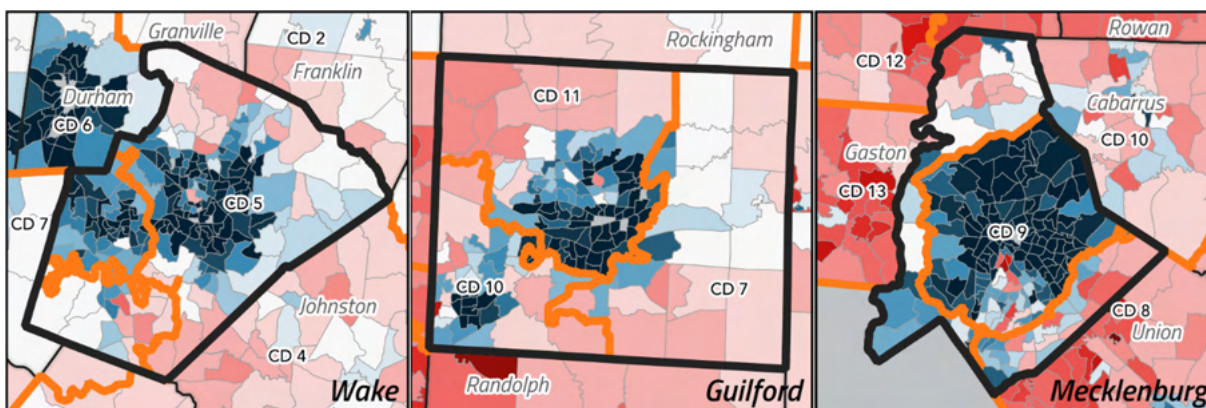 Granville
CD 2
Franklin
Durham
CD 6
CD 7
CD 5
Johnston
CD 4
Wake
Rockingham
CD 11
CD 10
CD 7
Randolph
Guilford
Rowan
CD 12
Cabarrus
CD 10
Gaston
CD 13
CD 9
CD 8
Union
Mecklenburg